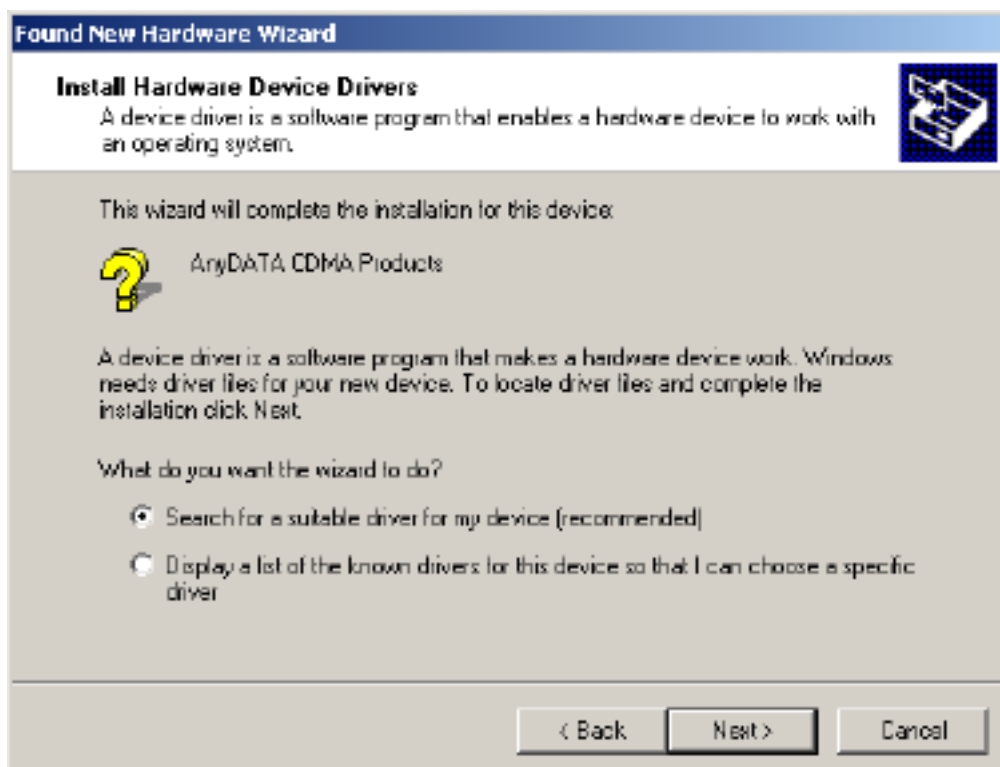 Found New Hardware Wizard
Install Hardware Device Drivers
A device driver is a software program that enables a hardware device to work with
an operating system.
This wizard will complete the installation for this device:
AnyDATA CDMA Products
A device driver is a software program that makes a hardware device work. Windows
needs driver files for your new device. To locate driver files and complete the
installation click Next.
What do you want the wizard to do?
Search for a suitable driver for my device (recommended)
Display a list of the known drivers for this device so that I can choose a specific
driver
< Back
Next >
Cancel